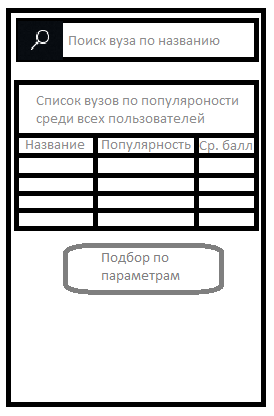 Поиск вуза по названию
Список вузов по популяроности
среди всех пользователей
Название Популярность Ср. балл
Подбор по
параметрам